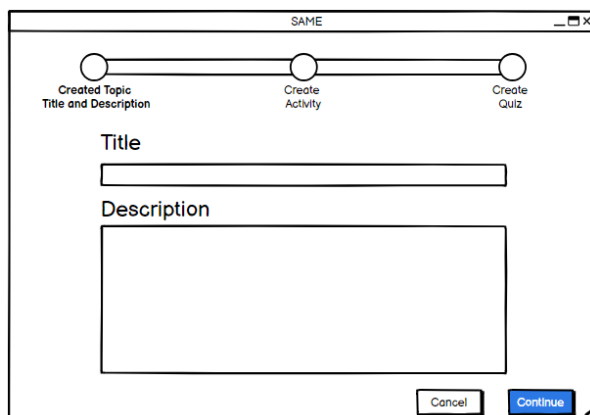 SAME
Created Topic
Title and Description
Create
Activity
Create
Quiz
Title
Description
Cancel
Continue